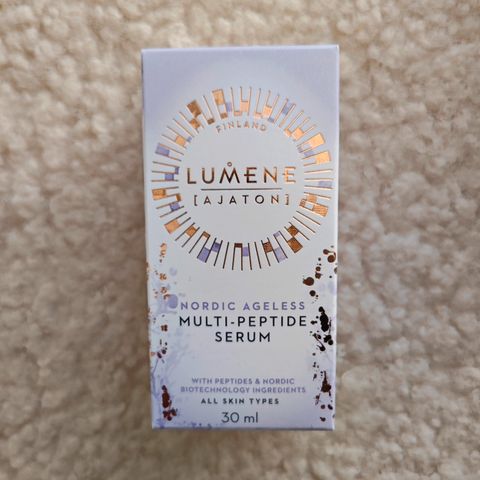 FINLAND
LUMENE
[AJATON]
NORDIC AGELESS
MULTI-PEPTIDE
SERUM
WITH PEPTIDES & NORDIC
BIOTECHNOLOGY INGREDIENTS
ALL SKIN TYPES
30 ml